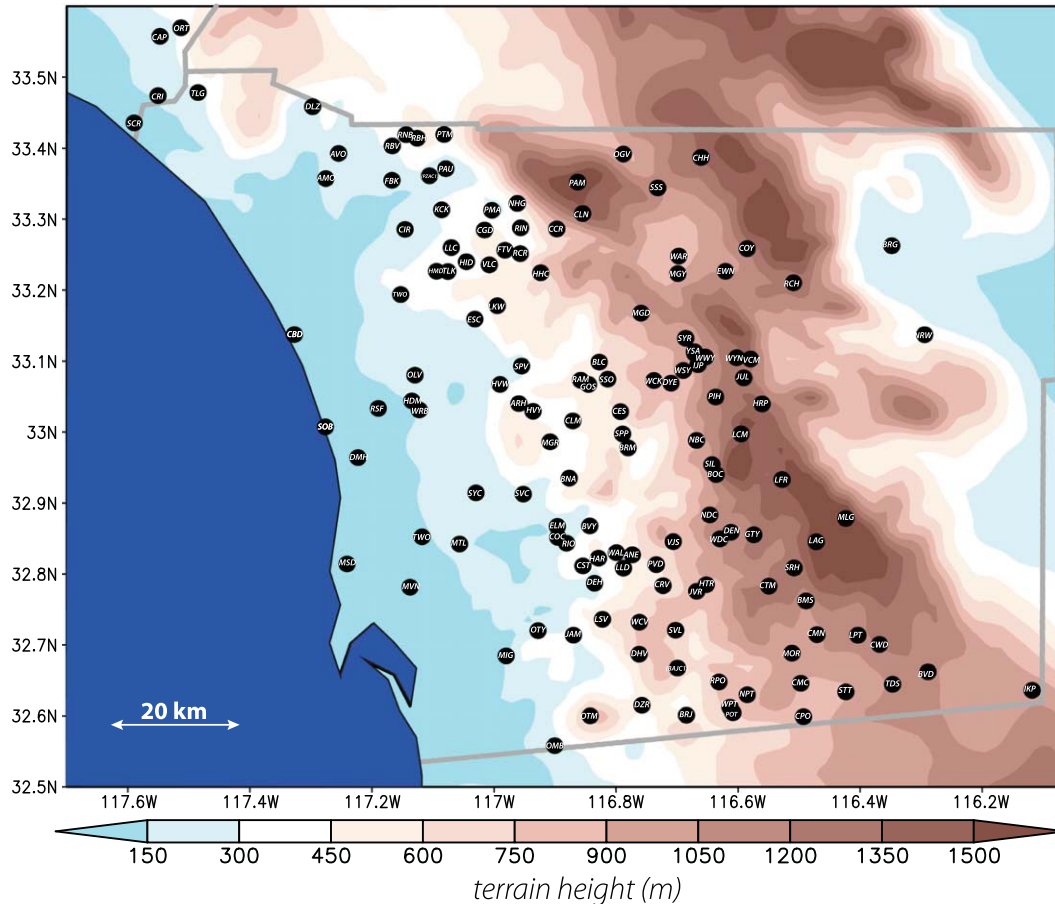 ORT
CAP
33.5N
CRI
TLG
DLZ
SCR
33.4N
RNB
RBH
PTM
RBV
AVO
OGV
CHH
AMO
FBK
RZAC1
PAU
PAM
SSS
33.3N
KCK
PMA
NHG
CLN
CIR
CGD
RIN
CCR
LLC
FTV
RCR
WAR
COY
BRG
HID
VLC
HMD
TLK
HHC
MGY
EWN
33.2N
TWO
RCH
LKW
ESC
MGD
CBD
SYR
NRW
33.1N
YSA
WWY
IJP
WYN
VCM
SPV
BLC
WSY
OLV
HVW
RAM
GOS
SSO
WCK
DYE
JUL
HDM
WRB
RSF
ARH
HVY
CES
PIH
HRP
33N
SOB
CLM
SPP
BRM
NBC
LCM
DMH
MGR
SIL
BOC
32.9N
SYC
SVC
BNA
LFR
NDC
MLG
TWO
MTL
ELM
COC
RIO
BVY
VJS
WDC
DEN
GTY
LAG
32.8N
MSD
CST
HAR
WAL
ANE
LLD
PVD
SRH
MVN
DEH
CRV
JVR
HTR
CTM
BMS
32.7N
MIG
OTY
JAM
LSV
WCV
SVL
CMN
LPT
CWD
DHV
BAJC1
MOR
BVD
32.6N
OTM
DZR
BRJ
RPO
NPT
WPT
POT
CMC
CPO
STT
TDS
IKP
20 km
OMB
32.5N
117.6W 117.4W 117.2W 117W 116.8W 116.6W 116.4W 116.2W
150 300 450 600 750 900 1050 1200 1350 1500
terrain height (m)